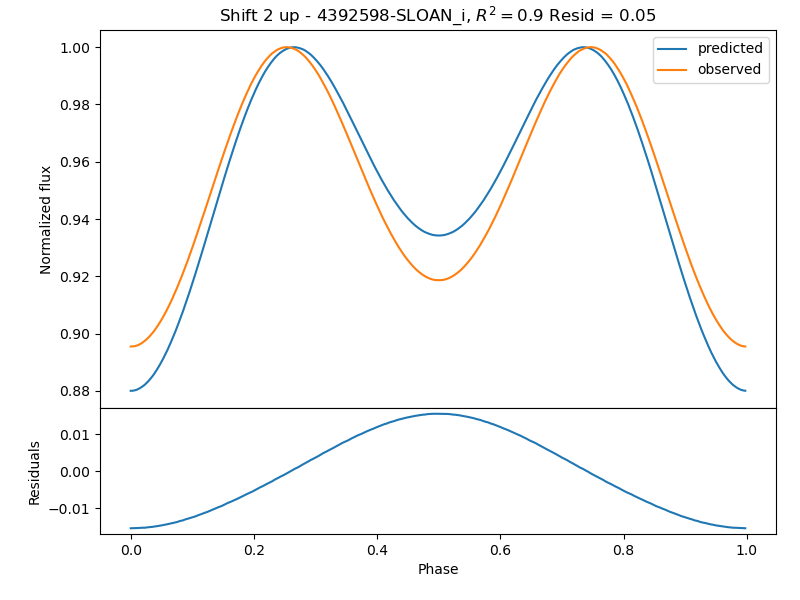 Shift 2 up - 4392598-SLOAN_i, R² = 0.9 Resid = 0.05
predicted
observed
1.00
0.98
0.96
0.94
0.92
0.90
0.88
Normalized flux
0.01
0.00
−0.01
Residuals
0.0 0.2 0.4 0.6 0.8 1.0
Phase